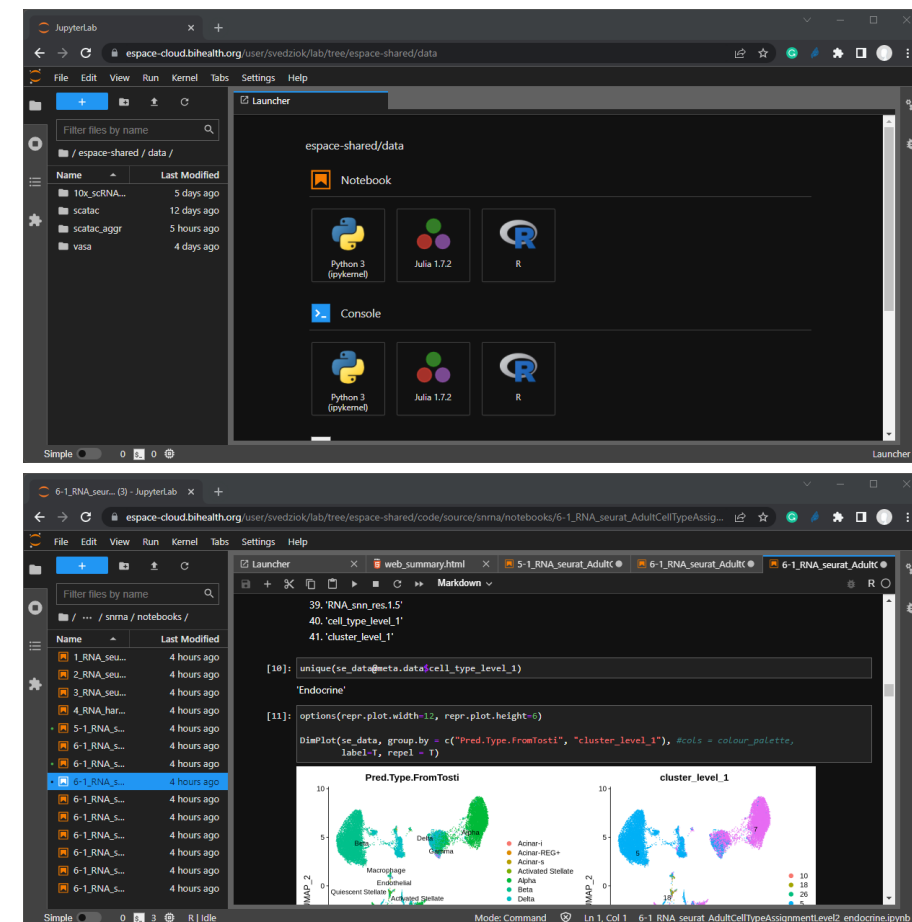 JupyterLab
espace-cloud.bihealth.org/user/svedziok/lab/tree/espace-shared/data
File Edit View Run Kernel Tabs Settings Help
Launcher
Filter files by name
/ espace-shared / data /
Name Last Modified
10x_scRNA... 5 days ago
scatac 12 days ago
scatac_aggr 5 hours ago
vasa 4 days ago
espace-shared/data
Notebook
Python 3 (ipykernel)
Julia 1.7.2
R
Console
Python 3 (ipykernel)
Julia 1.7.2
R
Simple 0 0 Launcher
6-1_RNA_seur... (3) - JupyterLab
espace-cloud.bihealth.org/user/svedziok/lab/tree/espace-shared/code/source/snrna/notebooks/6-1_RNA_seurat_AdultCellTypeAssig...
File Edit View Run Kernel Tabs Settings Help
Launcher web_summary.html 5-1_RNA_seurat_AdultC 6-1_RNA_seurat_AdultC 6-1_RNA_seurat_AdultC
Markdown R
Filter files by name
/ ... / snrna / notebooks /
Name Last Modified
1_RNA_seu... 4 hours ago
2_RNA_seu... 4 hours ago
3_RNA_seu... 4 hours ago
4_RNA_har... 4 hours ago
5-1_RNA_s... 4 hours ago
6-1_RNA_s... 4 hours ago
6-1_RNA_s... 4 hours ago
6-1_RNA_s... 4 hours ago
6-1_RNA_s... 4 hours ago
6-1_RNA_s... 4 hours ago
6-1_RNA_s... 4 hours ago
6-1_RNA_s... 4 hours ago
6-1_RNA_s... 4 hours ago
6-1_RNA_s... 4 hours ago
39. 'RNA_snn_res.1.5'
40. 'cell_type_level_1'
41. 'cluster_level_1'
[10]: unique(se_data@meta.data$cell_type_level_1)
'Endocrine'
[11]: options(repr.plot.width=12, repr.plot.height=6)
DimPlot(se_data, group.by = c("Pred.Type.FromTosti", "cluster_level_1"), #cols = colour_palette,
label=T, repel = T)
Pred.Type.FromTosti
10
5
0
UMAP_2
Beta
Delta
Alpha
Gamma
Macrophage
Endothelial
Quiescent Stellate
Activated Stellate
Acinar-i
Acinar-REG+
Acinar-s
Activated Stellate
Alpha
Beta
Delta
cluster_level_1
10
5
0
UMAP_2
7
5
18
10
18
26
5
Simple 0 3 R | Idle Mode: Command Ln 1, Col 1 6-1_RNA_seurat_AdultCellTypeAssignmentLevel2_endocrine.ipynb